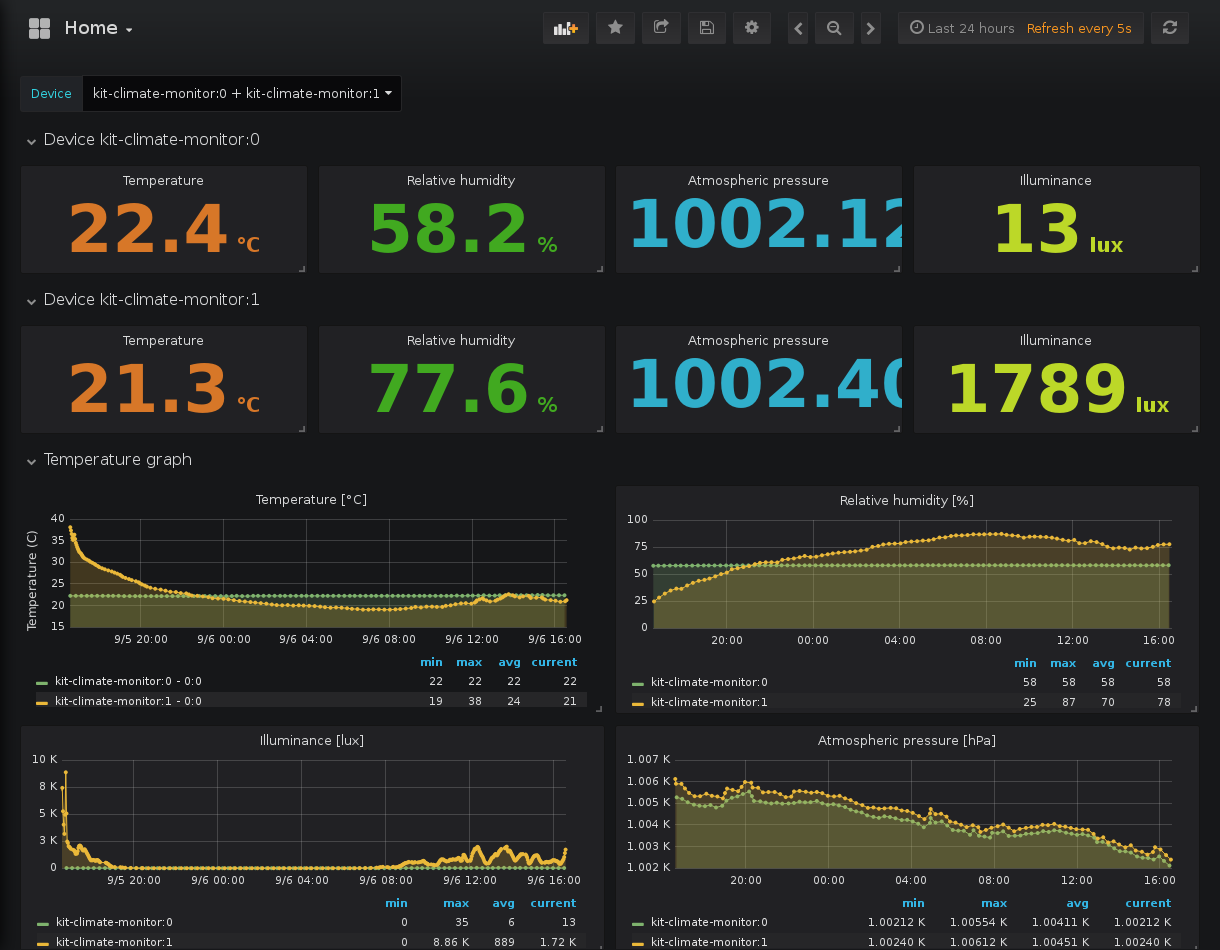 Home
Last 24 hours Refresh every 5s
Device kit-climate-monitor:0 + kit-climate-monitor:1
Device kit-climate-monitor:0
Temperature Relative humidity Atmospheric pressure Illuminance
22.4 °C 58.2 % 1002.12 13 lux
Device kit-climate-monitor:1
Temperature Relative humidity Atmospheric pressure Illuminance
21.3 °C 77.6 % 1002.40 1789 lux
Temperature graph
Temperature [°C]
Temperature (C)
40
35
30
25
20
15
9/5 20:00 9/6 00:00 9/6 04:00 9/6 08:00 9/6 12:00 9/6 16:00
min max avg current
kit-climate-monitor:0 - 0:0 22 22 22 22
kit-climate-monitor:1 - 0:0 19 38 24 21
Relative humidity [%]
100
75
50
25
0
20:00 00:00 04:00 08:00 12:00 16:00
min max avg current
kit-climate-monitor:0 58 58 58 58
kit-climate-monitor:1 25 87 70 78
Illuminance [lux]
10 K
8 K
5 K
3 K
0
9/5 20:00 9/6 00:00 9/6 04:00 9/6 08:00 9/6 12:00 9/6 16:00
min max avg current
kit-climate-monitor:0 0 35 6 13
kit-climate-monitor:1 0 8.86 K 889 1.72 K
Atmospheric pressure [hPa]
1.007 K
1.006 K
1.005 K
1.004 K
1.003 K
1.002 K
20:00 00:00 04:00 08:00 12:00 16:00
min max avg current
kit-climate-monitor:0 1.00212 K 1.00554 K 1.00411 K 1.00212 K
kit-climate-monitor:1 1.00240 K 1.00612 K 1.00451 K 1.00240 K